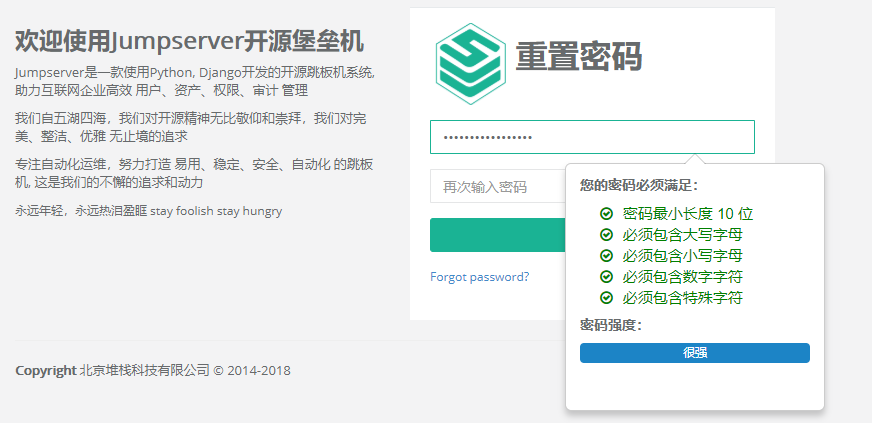 欢迎使用Jumpserver开源堡垒机
Jumpserver是一款使用Python, Django开发的开源跳板机系统,
助力互联网企业高效 用户、资产、权限、审计 管理
我们自五湖四海，我们对开源精神无比敬仰和崇拜，我们对完
美、整洁、优雅 无止境的追求
专注自动化运维，努力打造 易用、稳定、安全、自动化 的跳板
机, 这是我们的不懈的追求和动力
永远年轻，永远热泪盈眶 stay foolish stay hungry
重置密码
•••••••••••••••••
再次输入密码
Forgot password?
您的密码必须满足：
密码最小长度 10 位
必须包含大写字母
必须包含小写字母
必须包含数字字符
必须包含特殊字符
密码强度：
很强
Copyright 北京堆栈科技有限公司 © 2014-2018